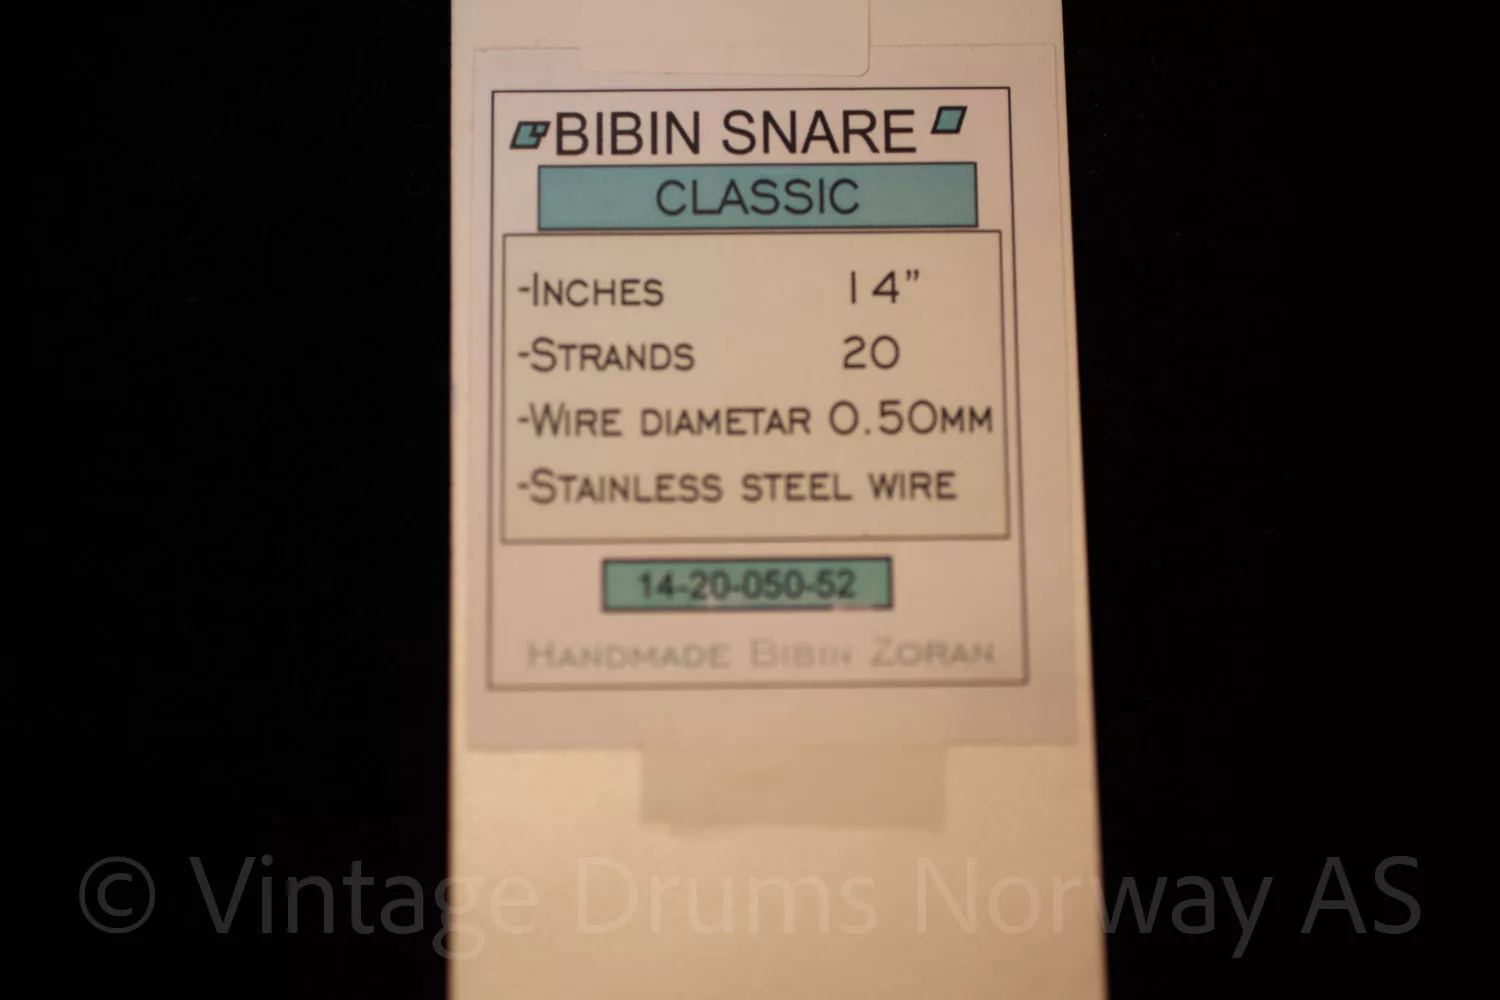 BIBIN SNARE
CLASSIC
-INCHES 14”
-STRANDS 20
-WIRE DIAMETAR 0.50MM
-STAINLESS STEEL WIRE
14-20-050-52
HANDMADE BIBIN ZORAN
© Vintage Drums Norway AS